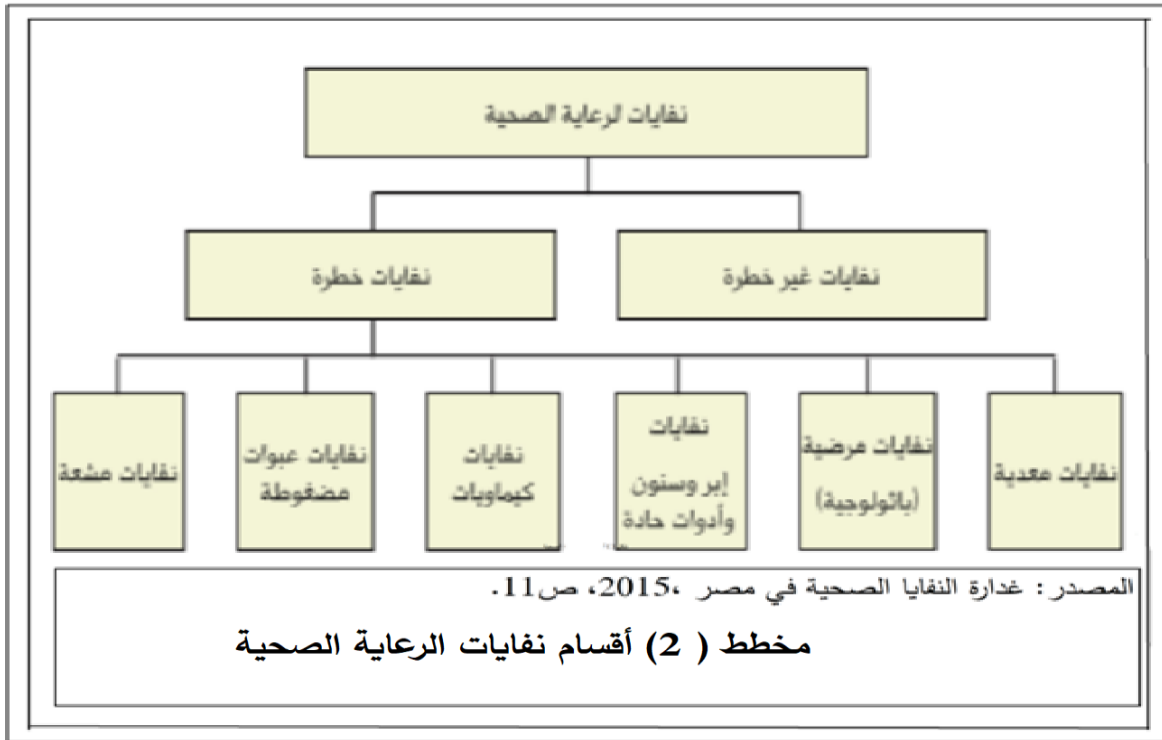 نفايات لرعاية الصحية
نفايات غير خطرة
نفايات خطرة
نفايات معدية
نفايات مرضية
(باثولوجية)
نفايات
إبر وسنون
وأدوات حادة
نفايات
كيماويات
نفايات عبوات
مضغوطة
نفايات مشعة
المصدر: غدارة النفايا الصحية في مصر ،2015، ص11.
مخطط ( 2) أقسام نفايات الرعاية الصحية